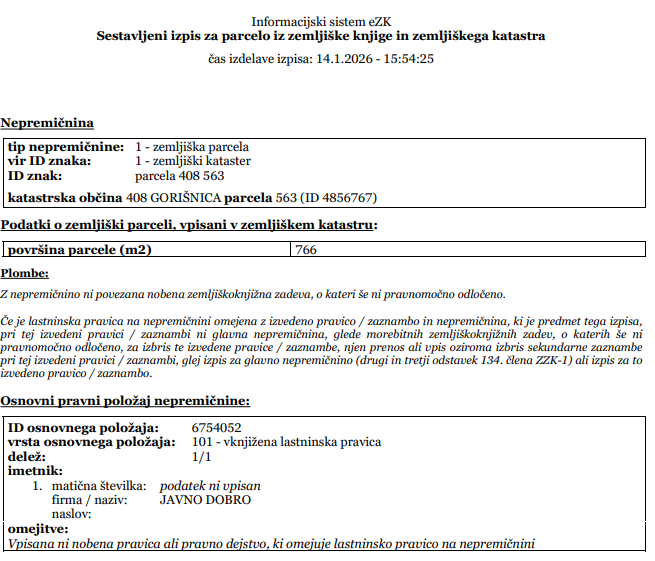 Informacijski sistem eZK
Sestavljeni izpis za parcelo iz zemljiške knjige in zemljiškega katastra
čas izdelave izpisa: 14.1.2026 - 15:54:25
Nepremičnina
tip nepremičnine: 1 - zemljiška parcela
vir ID znaka: 1 - zemljiški kataster
ID znak: parcela 408 563
katastrska občina 408 GORIŠNICA parcela 563 (ID 4856767)
Podatki o zemljiški parceli, vpisani v zemljiškem katastru:
površina parcele (m2) 766
Plombe:
Z nepremičnino ni povezana nobena zemljiškoknjižna zadeva, o kateri še ni pravnomočno odločeno.
Če je lastninska pravica na nepremičnini omejena z izvedeno pravico / zaznambo in nepremičnina, ki je predmet tega izpisa,
pri tej izvedeni pravici / zaznambi ni glavna nepremičnina, glede morebitnih zemljiškoknjižnih zadev, o katerih še ni
pravnomočno odločeno, za izbris te izvedene pravice / zaznambe, njen prenos ali vpis oziroma izbris sekundarne zaznambe
pri tej izvedeni pravici / zaznambi, glej izpis za glavno nepremičnino (drugi in tretji odstavek 134. člena ZZK-1) ali izpis za to
izvedeno pravico / zaznambo.
Osnovni pravni položaj nepremičnine:
ID osnovnega položaja: 6754052
vrsta osnovnega položaja: 101 - vknjižena lastninska pravica
delež: 1/1
imetnik:
1. matična številka: podatek ni vpisan
firma / naziv: JAVNO DOBRO
naslov:
omejitve:
Vpisana ni nobena pravica ali pravno dejstvo, ki omejuje lastninsko pravico na nepremičnini